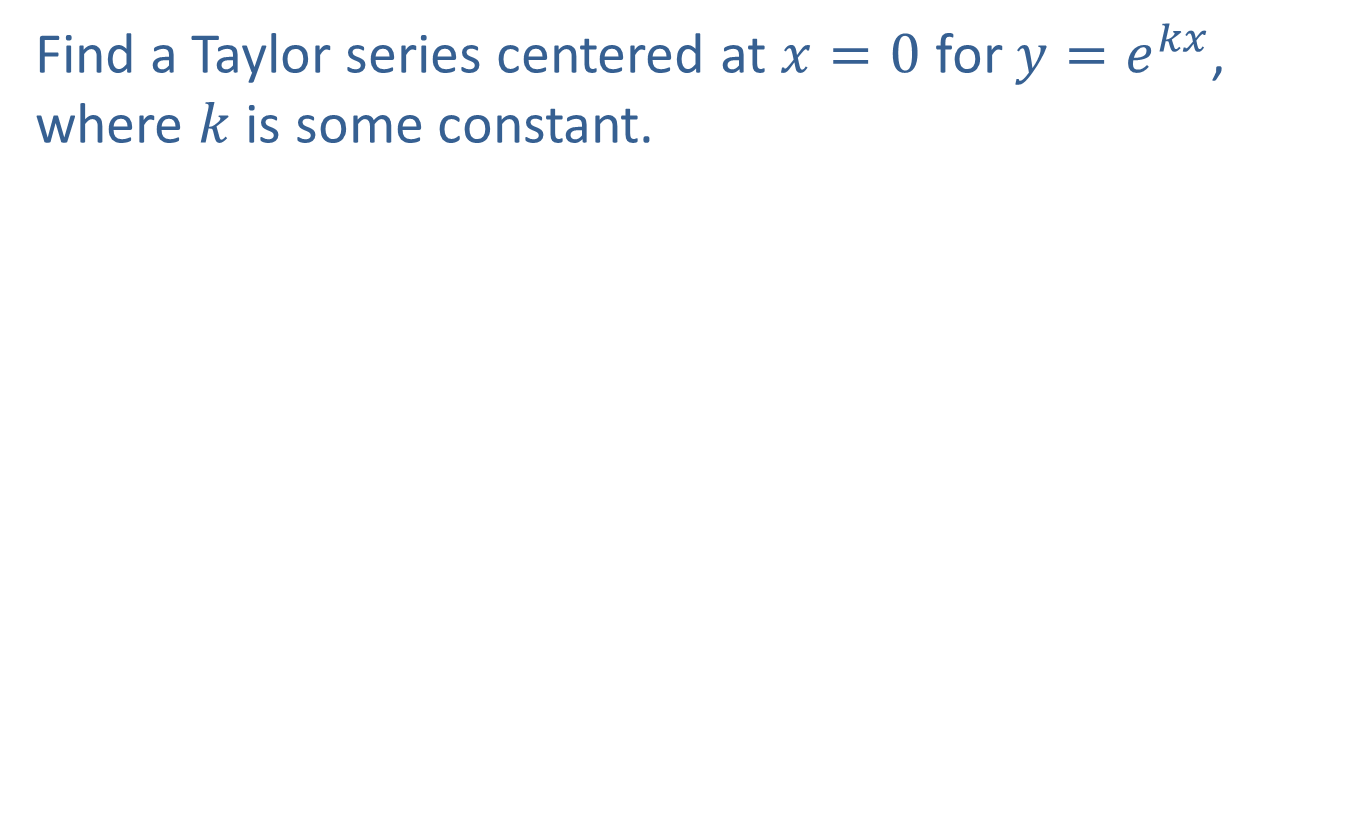 Find a Taylor series centered at 𝑥 = 0 for 𝑦 = 𝑒^{𝑘𝑥},
where 𝑘 is some constant.